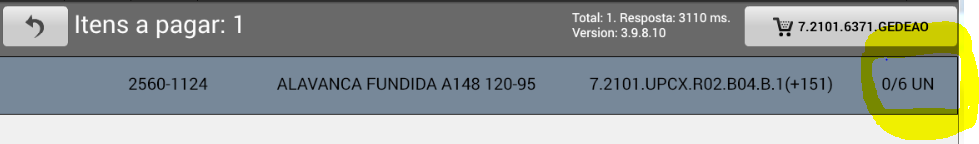 Itens a pagar: 1
Total: 1. Resposta: 3110 ms.
Version: 3.9.8.10
7.2101.6371.GEDEAO
2560-1124 ALAVANCA FUNDIDA A148 120-95 7.2101.UPCX.R02.B04.B.1(+151) 0/6 UN